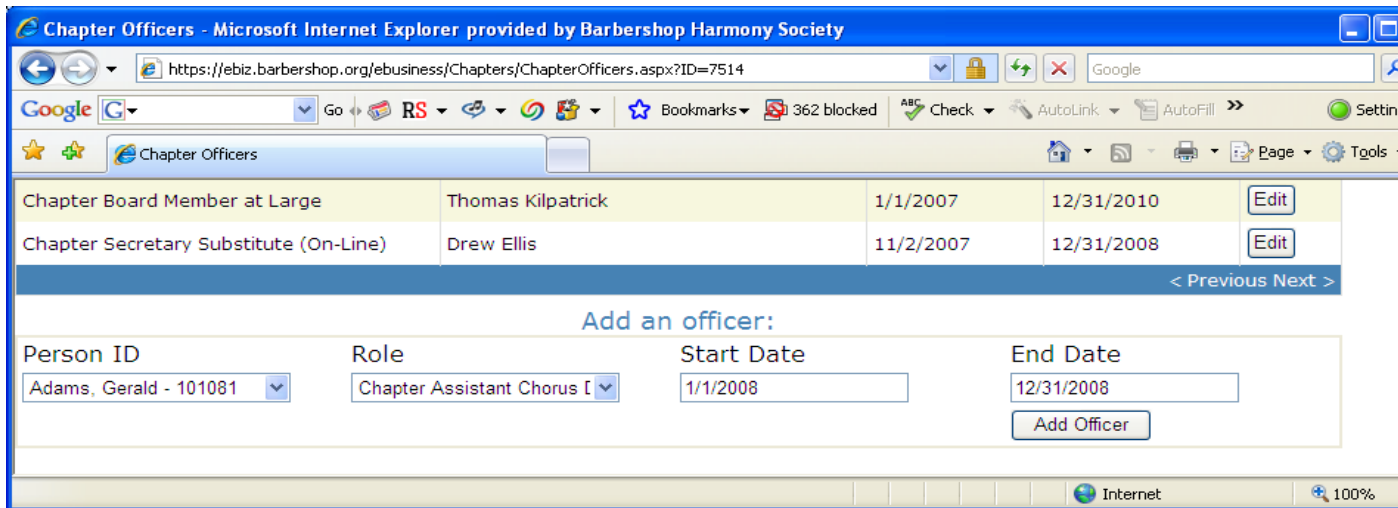 Chapter Officers - Microsoft Internet Explorer provided by Barbershop Harmony Society
https://ebiz.barbershop.org/ebusiness/Chapters/ChapterOfficers.aspx?ID=7514 Google
Google G Go RS Bookmarks 362 blocked ABC Check AutoLink AutoFill >> Settin
Chapter Officers Page Tools
Chapter Board Member at Large Thomas Kilpatrick 1/1/2007 12/31/2010 Edit
Chapter Secretary Substitute (On-Line) Drew Ellis 11/2/2007 12/31/2008 Edit
< Previous Next >
Add an officer:
Person ID Role Start Date End Date
Adams, Gerald - 101081 Chapter Assistant Chorus D 1/1/2008 12/31/2008
Add Officer
Internet 100%